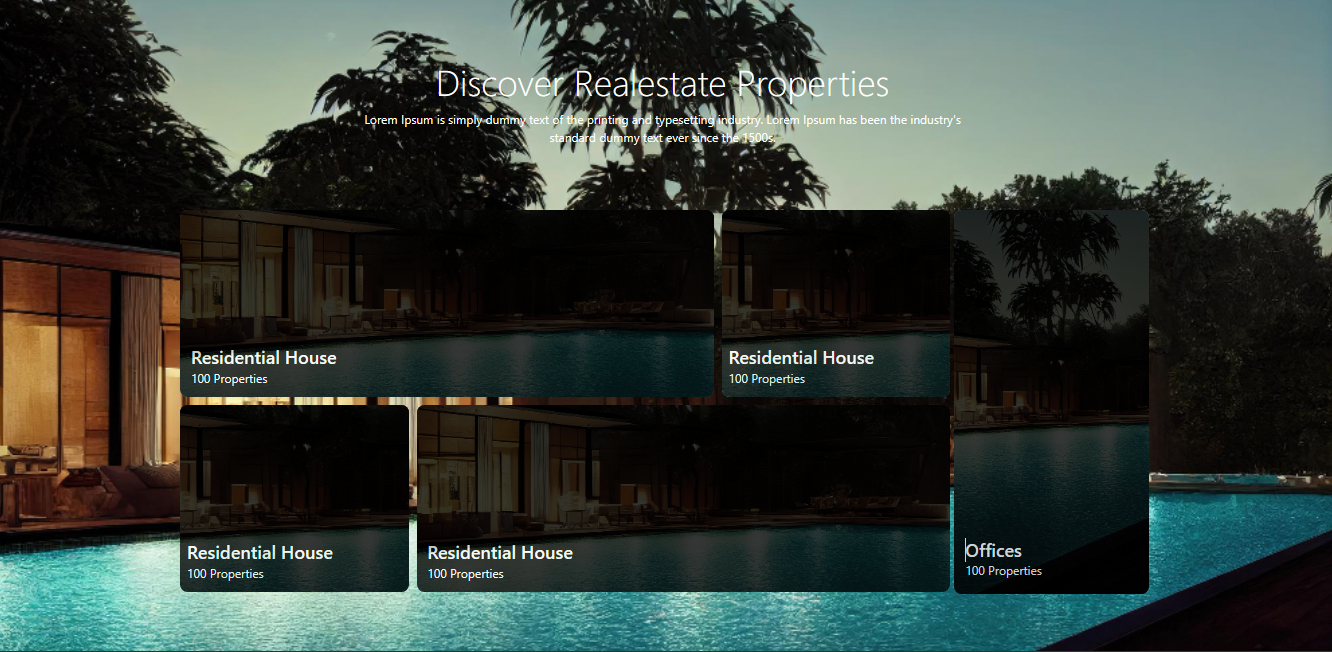 Discover Realestate Properties
Lorem Ipsum is simply dummy text of the printing and typesetting industry. Lorem Ipsum has been the industry's
standard dummy text ever since the 1500s.
Residential House
100 Properties
Residential House
100 Properties
Residential House
100 Properties
Residential House
100 Properties
Offices
100 Properties